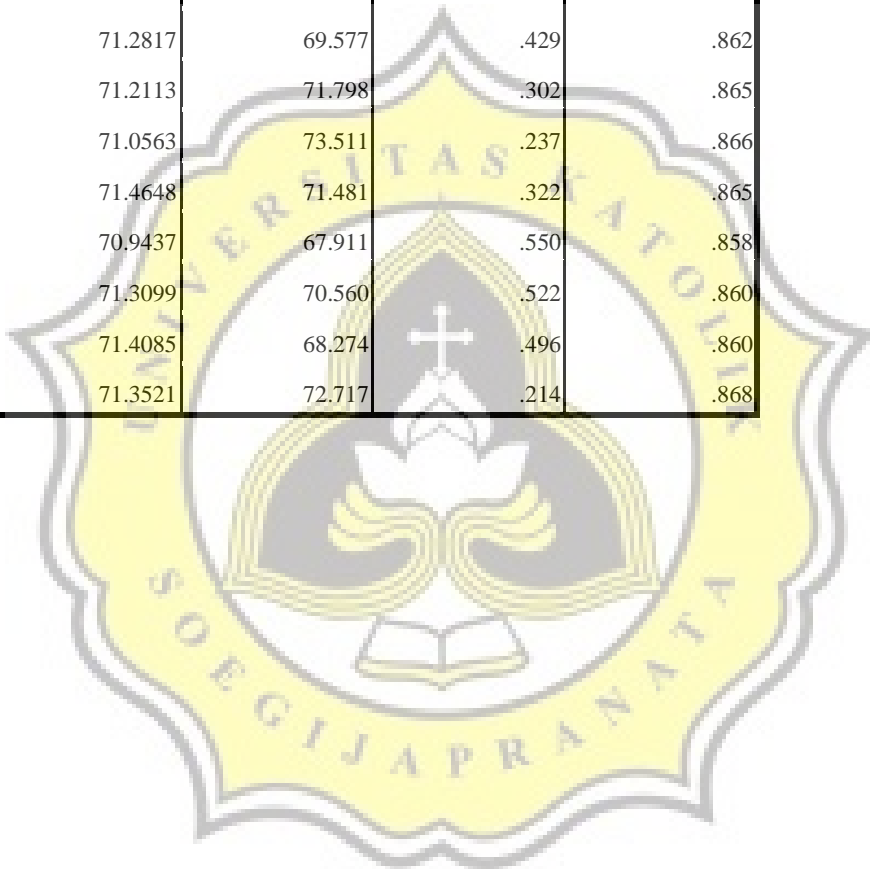 71.2817 69.577 .429 .862
71.2113 71.798 .302 .865
71.0563 73.511 .237 .866
71.4648 71.481 .322 .865
70.9437 67.911 .550 .858
71.3099 70.560 .522 .860
71.4085 68.274 .496 .860
71.3521 72.717 .214 .868
UNIVERSITAS KATOLIK
SOEGIJAPRANATA